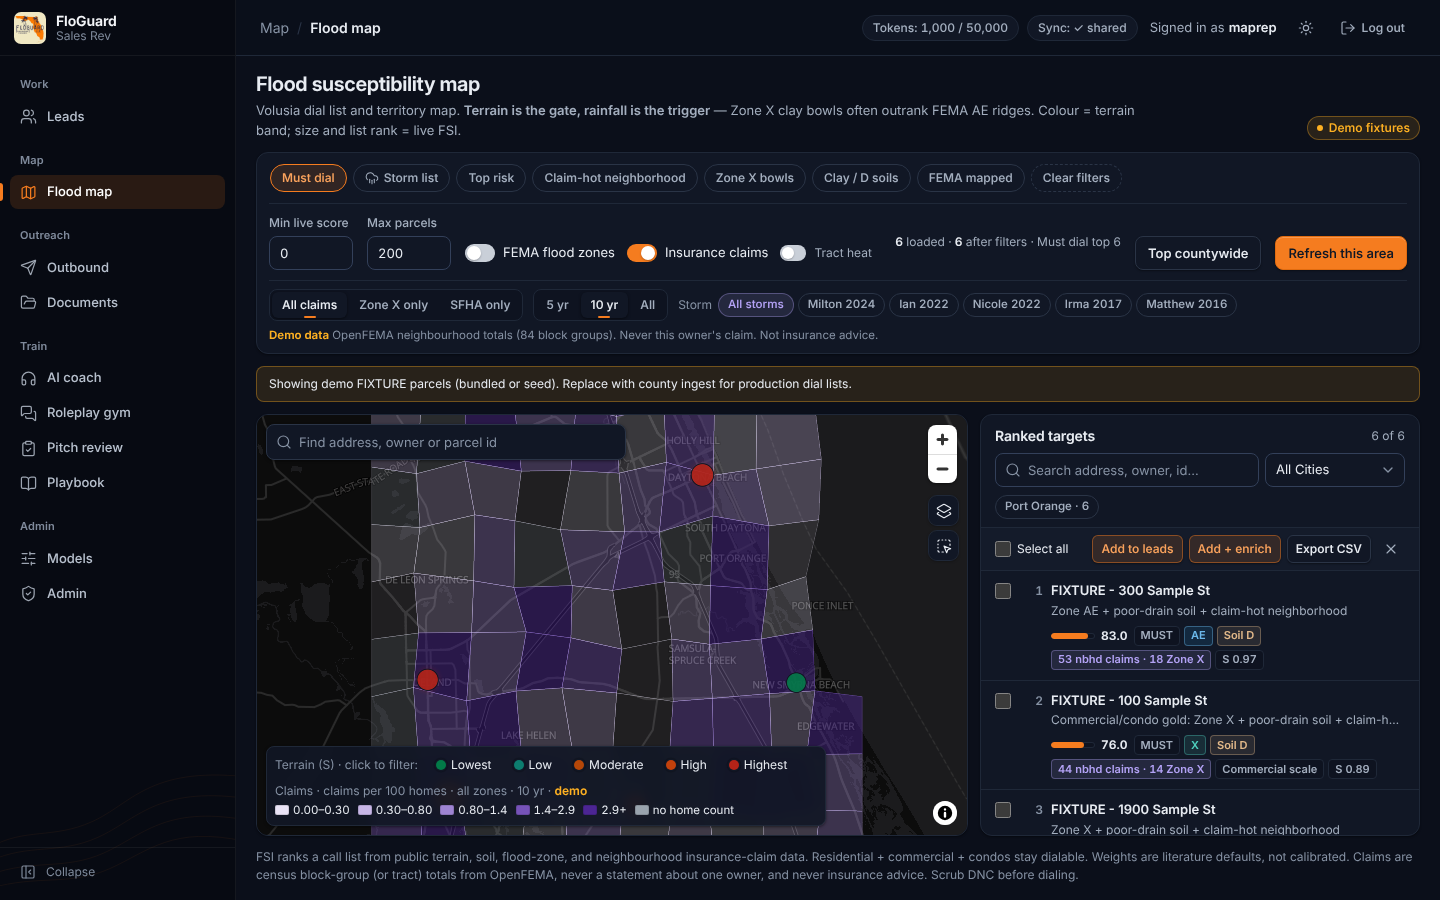 FloGuard
Sales Rev
Map / Flood map
Tokens: 1,000 / 50,000
Sync: ✓ shared
Signed in as maprep
Log out
Work
Leads
Map
Flood map
Outreach
Outbound
Documents
Train
AI coach
Roleplay gym
Pitch review
Playbook
Admin
Models
Admin
Collapse
Flood susceptibility map
Volusia dial list and territory map. Terrain is the gate, rainfall is the trigger — Zone X clay bowls often outrank FEMA AE ridges. Colour = terrain
band; size and list rank = live FSI.
Demo fixtures
Must dial
Storm list
Top risk
Claim-hot neighborhood
Zone X bowls
Clay / D soils
FEMA mapped
Clear filters
Min live score
Max parcels
0
200
FEMA flood zones
Insurance claims
Tract heat
6 loaded · 6 after filters · Must dial top 6
Top countywide
Refresh this area
All claims
Zone X only
SFHA only
5 yr
10 yr
All
Storm
All storms
Milton 2024
Ian 2022
Nicole 2022
Irma 2017
Matthew 2016
Demo data OpenFEMA neighbourhood totals (84 block groups). Never this owner's claim. Not insurance advice.
Showing demo FIXTURE parcels (bundled or seed). Replace with county ingest for production dial lists.
Find address, owner or parcel id
HOLLY HILL
EAST STATE ROAD
BEACH
SOUTH DAYTONA
PORT ORANGE
95
DE LEON SPRINGS
PONCE INLET
SAMSULA
SPRUCE CREEK
BEACH
EDGEWATER
LAKE HELEN
Terrain (S) · click to filter:
Lowest
Low
Moderate
High
Highest
Claims · claims per 100 homes · all zones · 10 yr · demo
0.00–0.30
0.30–0.80
0.80–1.4
1.4–2.9
2.9+
no home count
Ranked targets
6 of 6
Search address, owner, id...
All Cities
Port Orange · 6
Select all
Add to leads
Add + enrich
Export CSV
1 FIXTURE - 300 Sample St
Zone AE + poor-drain soil + claim-hot neighborhood
83.0 MUST AE Soil D
53 nbhd claims · 18 Zone X S 0.97
2 FIXTURE - 100 Sample St
Commercial/condo gold: Zone X + poor-drain soil + claim-h...
76.0 MUST X Soil D
44 nbhd claims · 14 Zone X Commercial scale S 0.89
3 FIXTURE - 1900 Sample St
Zone X + poor-drain soil + claim-hot neighborhood
FSI ranks a call list from public terrain, soil, flood-zone, and neighbourhood insurance-claim data. Residential + commercial + condos stay dialable. Weights are literature defaults, not calibrated. Claims are
census block-group (or tract) totals from OpenFEMA, never a statement about one owner, and never insurance advice. Scrub DNC before dialing.